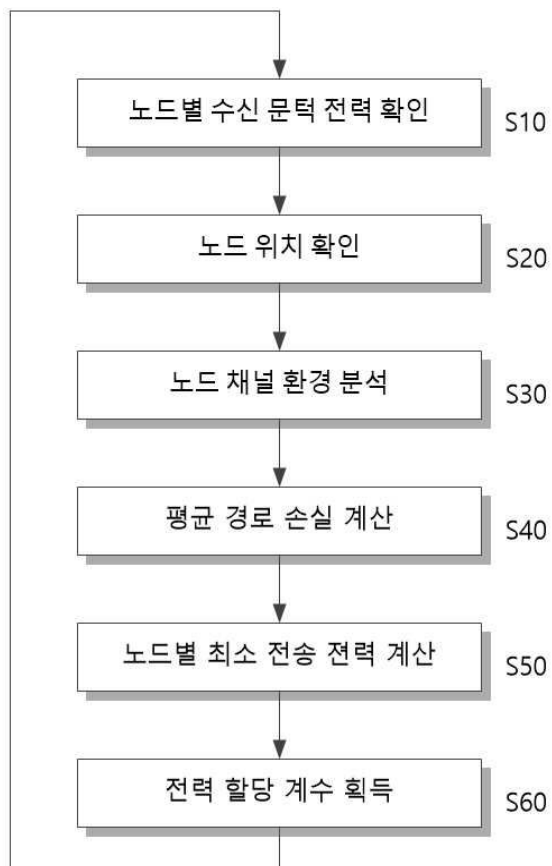 노드별 수신 문턱 전력 확인
S10
노드 위치 확인
S20
노드 채널 환경 분석
S30
평균 경로 손실 계산
S40
노드별 최소 전송 전력 계산
S50
전력 할당 계수 획득
S60